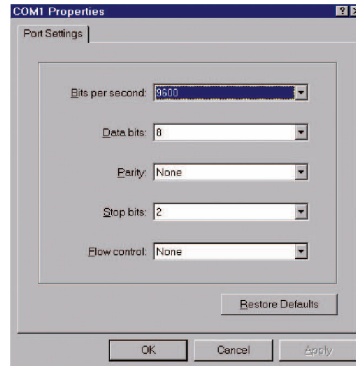 COM1 Properties
Port Settings
Bits per second: 9600
Data bits: 8
Parity: None
Stop bits: 2
Flow control: None
Restore Defaults
OK Cancel Apply